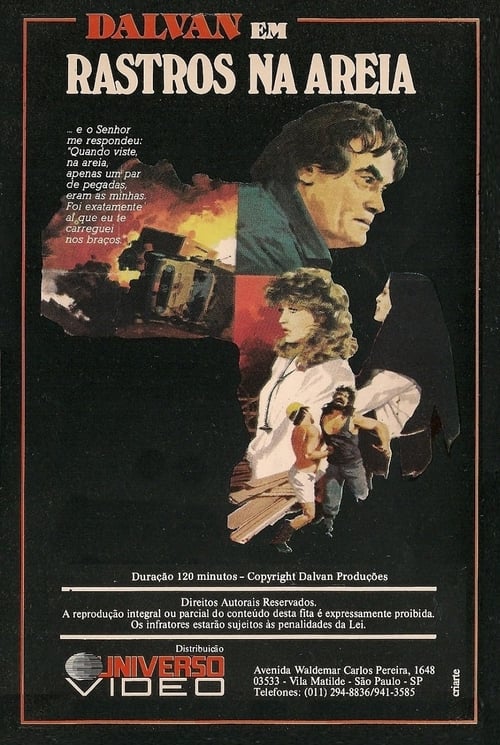 DALVAN EM
RASTROS NA AREIA
... e o Senhor
me respondeu:
"Quando viste,
na areia,
apenas um par
de pegadas,
eram as minhas.
Foi exatamente
aí que eu te
carreguei
nos braços."
Duração 120 minutos – Copyright Dalvan Produções
Direitos Autorais Reservados.
A reprodução integral ou parcial do conteúdo desta fita é expressamente proibida.
Os infratores estarão sujeitos às penalidades da Lei.
Distribuição
UNIVERSO
VIDEO
Avenida Waldemar Carlos Pereira, 1648
03533 - Vila Matilde - São Paulo - SP
Telefones: (011) 294-8836/941-3585
criarte